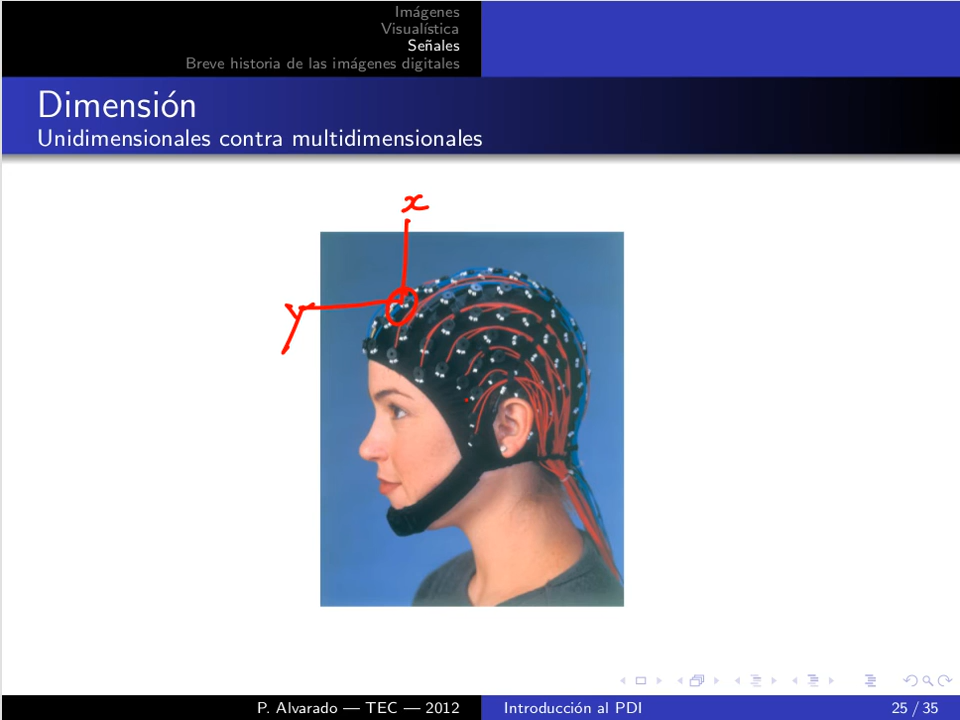 Imágenes
Visualística
Señales
Breve historia de las imágenes digitales
Dimensión
Unidimensionales contra multidimensionales
x
y
P. Alvarado — TEC — 2012
Introducción al PDI
25 / 35